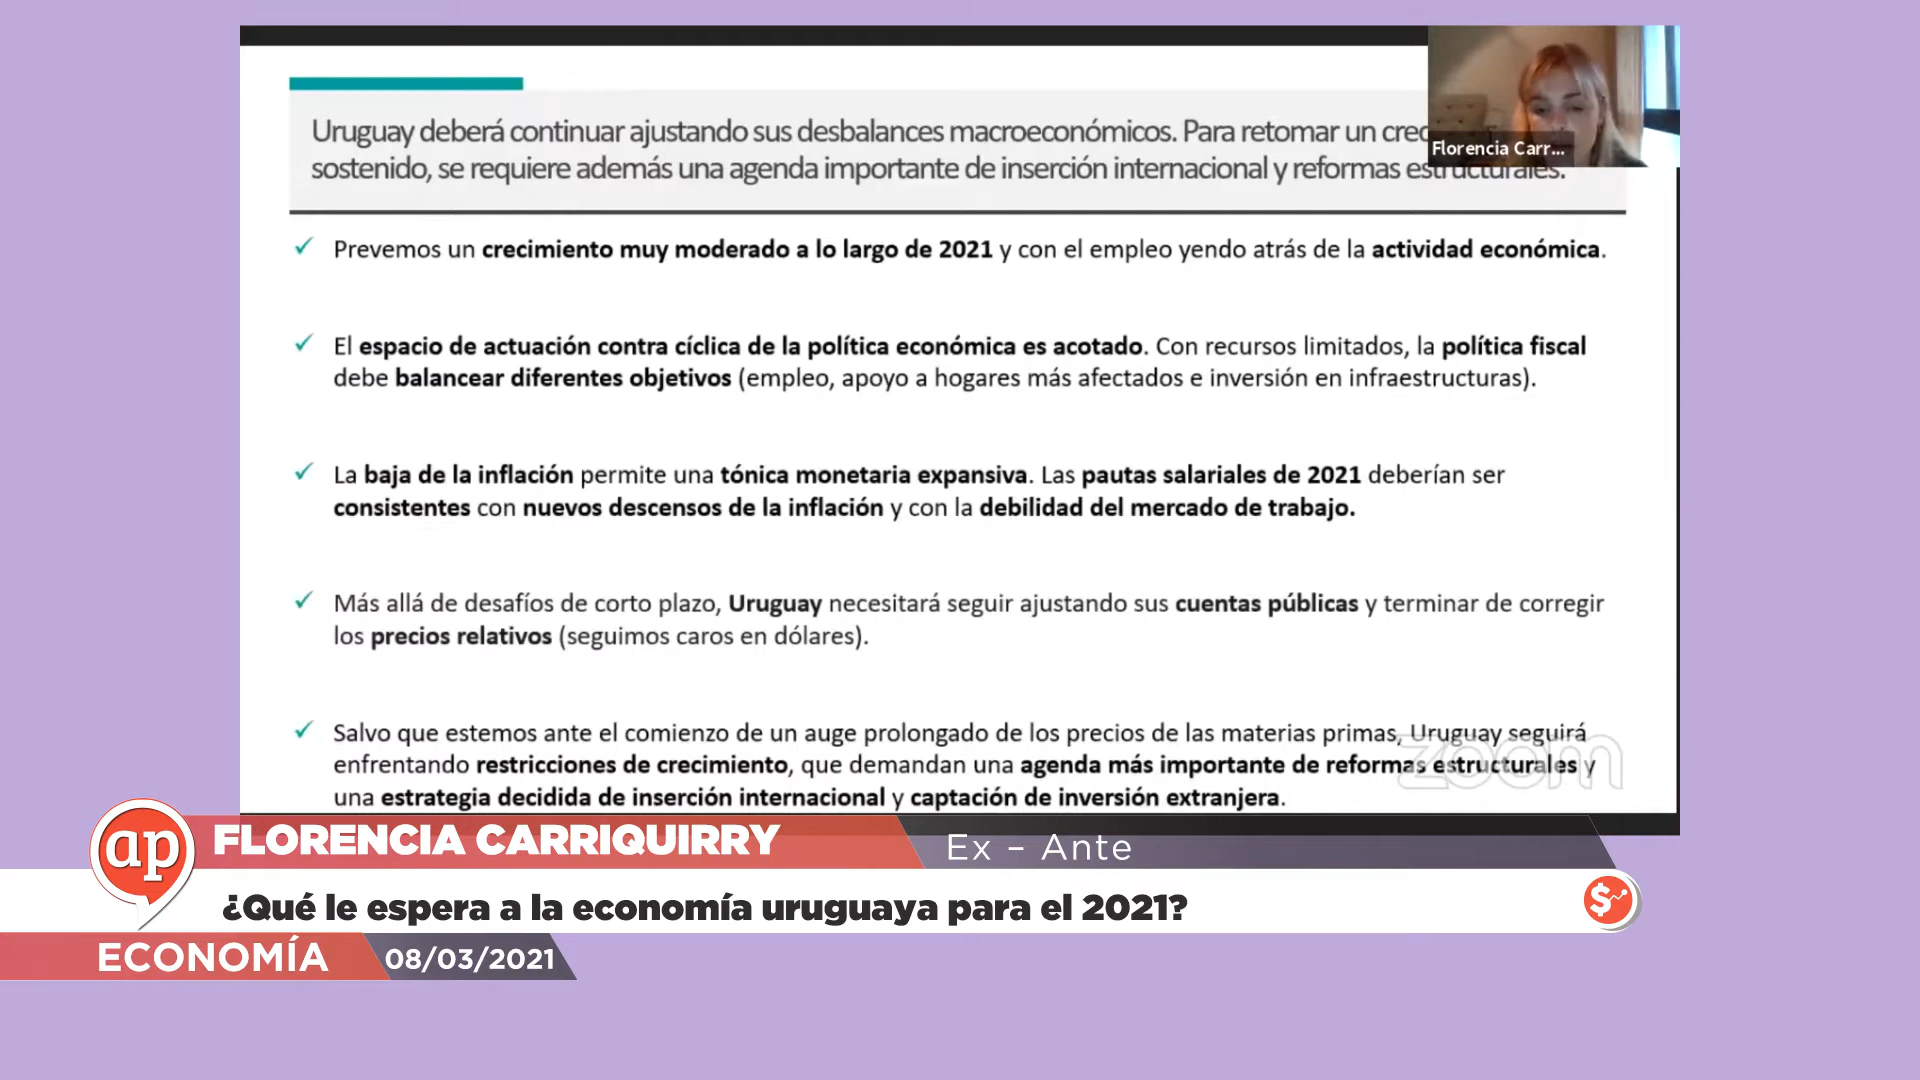 Uruguay deberá continuar ajustando sus desbalances macroeconómicos. Para retomar un
sostenido, se requiere además una agenda importante de inserción internacional y reformas estructurales.
Florencia Carr...
✓ Prevemos un crecimiento muy moderado a lo largo de 2021 y con el empleo yendo atrás de la actividad económica.
✓ El espacio de actuación contra cíclica de la política económica es acotado. Con recursos limitados, la política fiscal
debe balancear diferentes objetivos (empleo, apoyo a hogares más afectados e inversión en infraestructuras).
✓ La baja de la inflación permite una tónica monetaria expansiva. Las pautas salariales de 2021 deberían ser
consistentes con nuevos descensos de la inflación y con la debilidad del mercado de trabajo.
✓ Más allá de desafíos de corto plazo, Uruguay necesitará seguir ajustando sus cuentas públicas y terminar de corregir
los precios relativos (seguimos caros en dólares).
✓ Salvo que estemos ante el comienzo de un auge prolongado de los precios de las materias primas, Uruguay seguirá
enfrentando restricciones de crecimiento, que demandan una agenda más importante de reformas estructurales y
una estrategia decidida de inserción internacional y captación de inversión extranjera.
zoom
ap
FLORENCIA CARRIQUIRRY
Ex – Ante
¿Qué le espera a la economía uruguaya para el 2021?
$
ECONOMÍA
08/03/2021